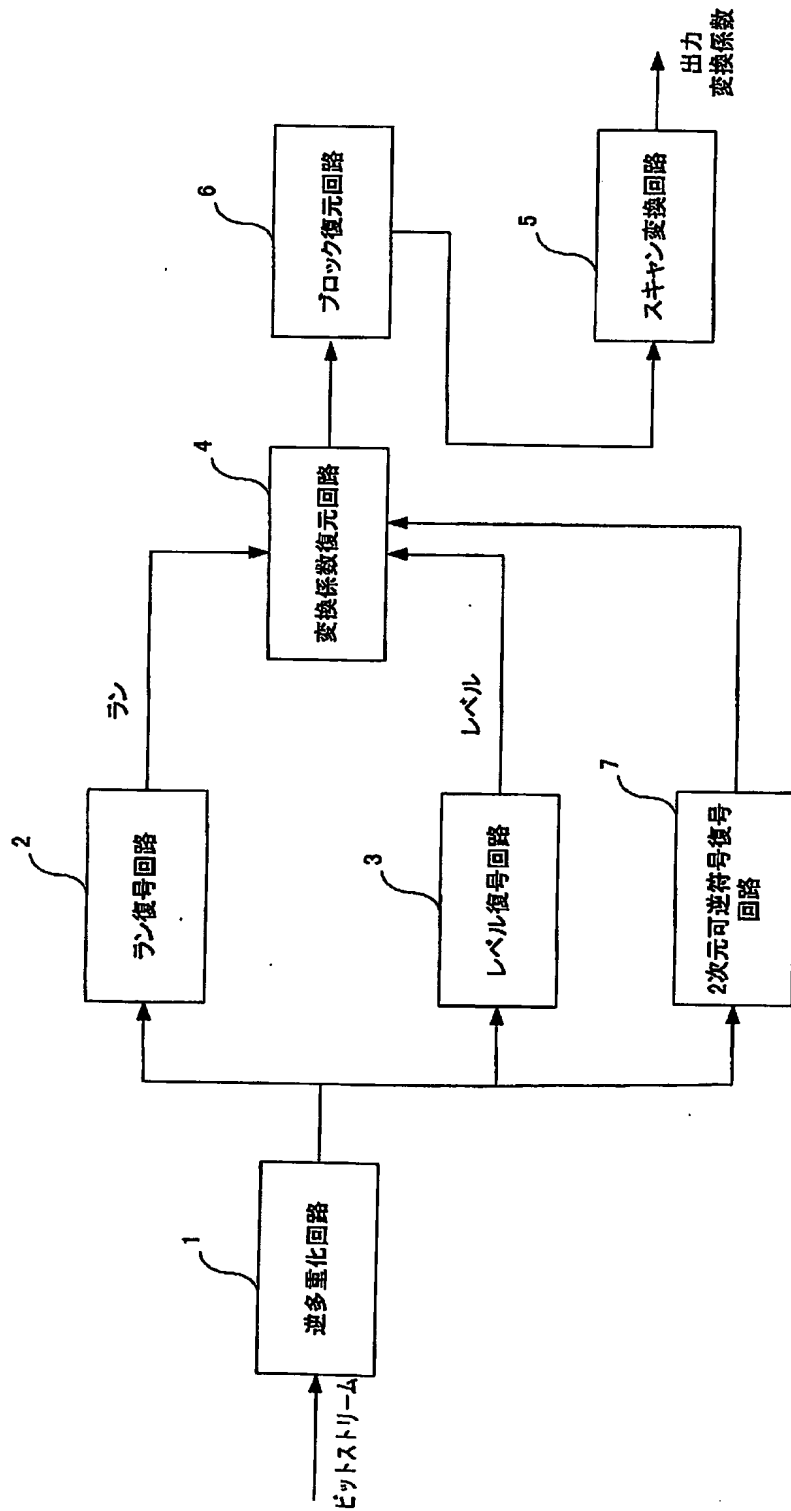 ビットストリーム
1
逆多重化回路
2
ラン復号回路
ラン
3
レベル復号回路
レベル
7
2次元可逆符号復号
回路
4
変換係数復元回路
6
ブロック復元回路
5
スキャン変換回路
出力
変換係数